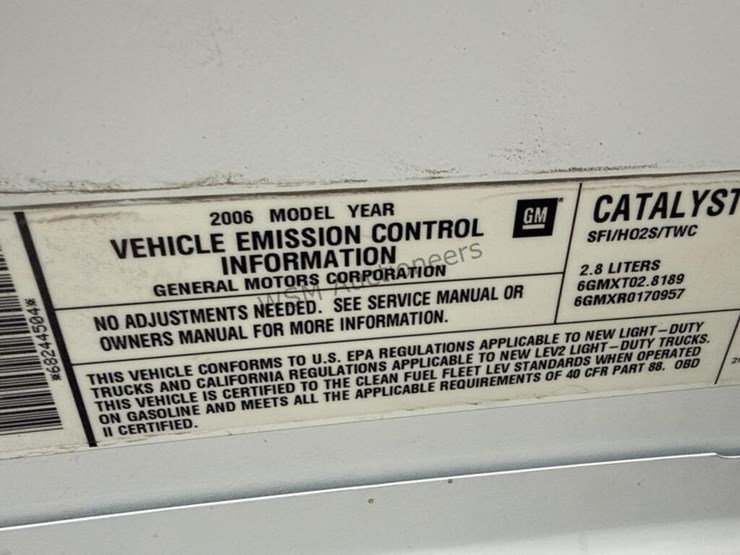 2006 MODEL YEAR
VEHICLE EMISSION CONTROL
INFORMATION
GENERAL MOTORS CORPORATION
GM
CATALYST
SFI/HO2S/TWC
2.8 LITERS
6GMXT02.8189
6GMXR0170957
NO ADJUSTMENTS NEEDED. SEE SERVICE MANUAL OR
OWNERS MANUAL FOR MORE INFORMATION.
THIS VEHICLE CONFORMS TO U.S. EPA REGULATIONS APPLICABLE TO NEW LIGHT-DUTY
TRUCKS AND CALIFORNIA REGULATIONS APPLICABLE TO NEW LEV2 LIGHT-DUTY TRUCKS.
THIS VEHICLE IS CERTIFIED TO THE CLEAN FUEL FLEET LEV STANDARDS WHEN OPERATED
ON GASOLINE AND MEETS ALL THE APPLICABLE REQUIREMENTS OF 40 CFR PART 88. OBD
II CERTIFIED.
*68244504*
WSM Auctioneers